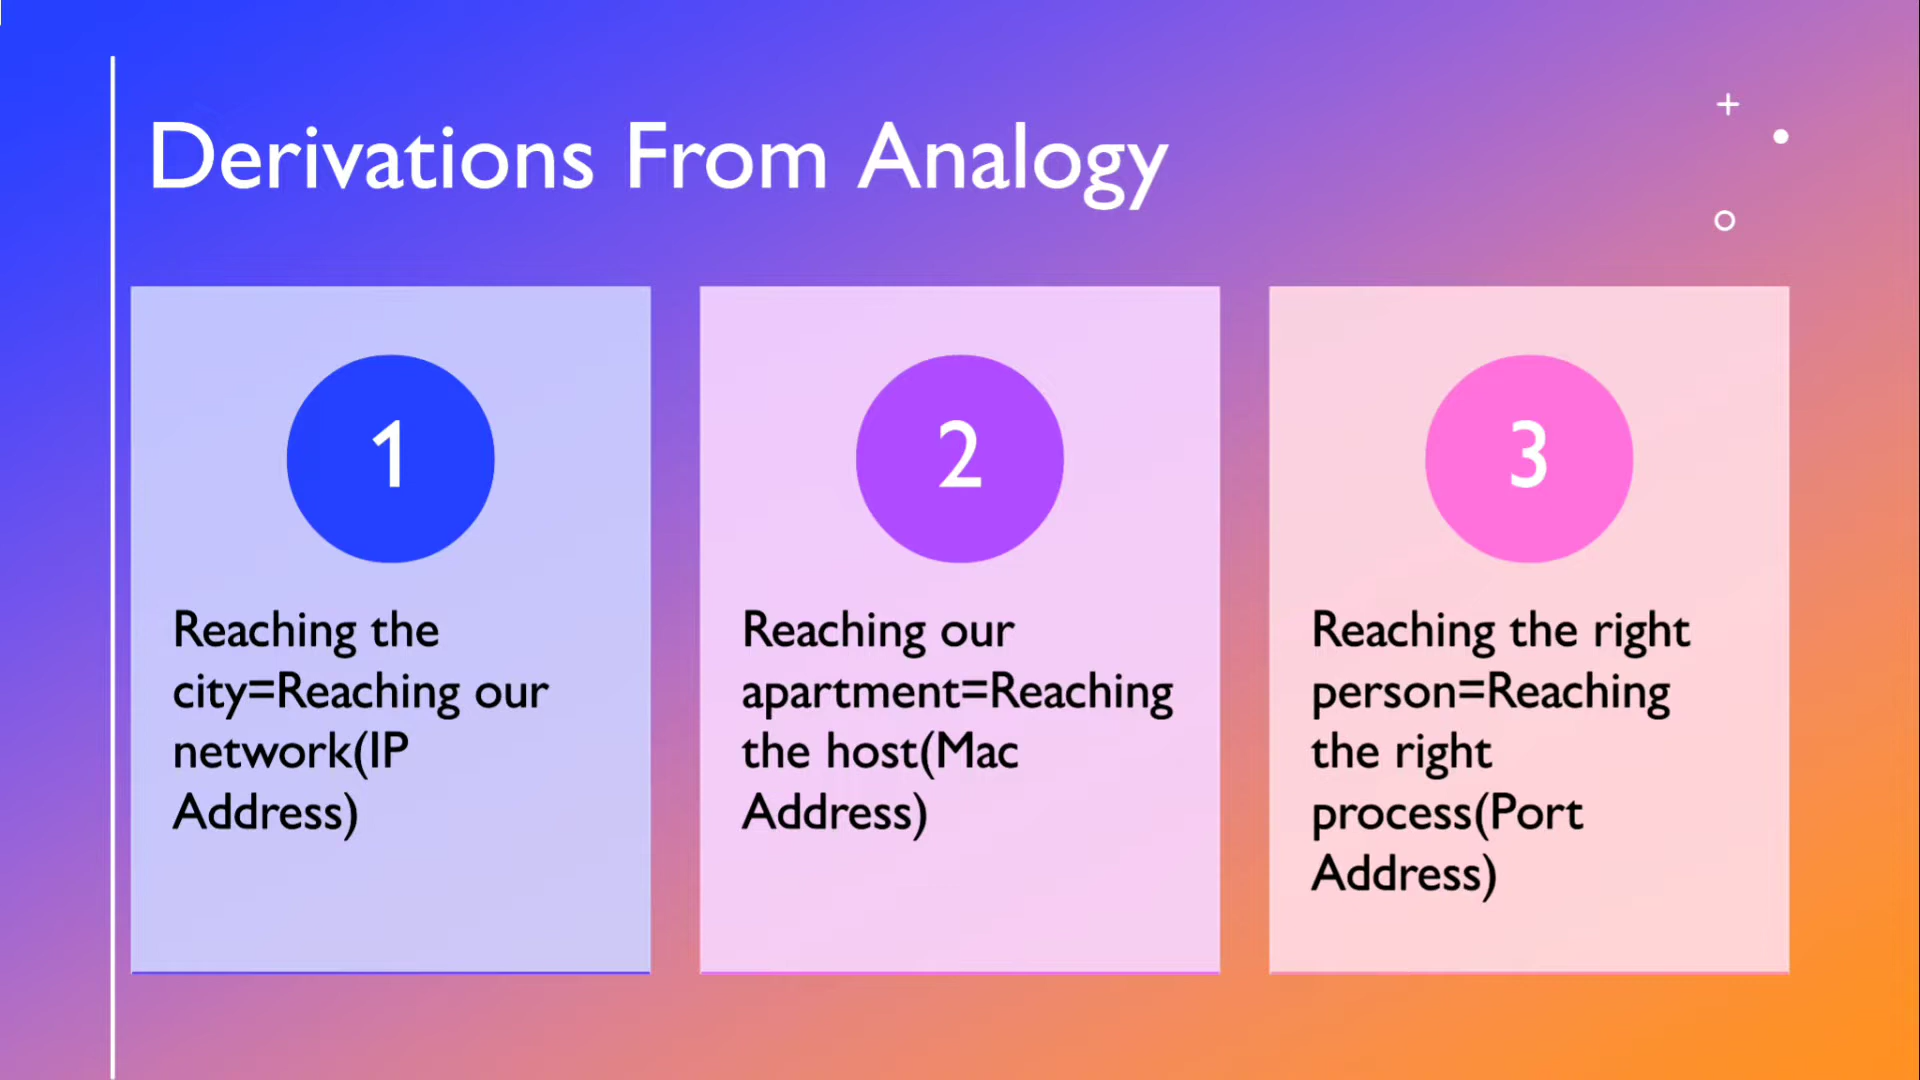 Derivations From Analogy
1
Reaching the
city=Reaching our
network(IP
Address)
2
Reaching our
apartment=Reaching
the host(Mac
Address)
3
Reaching the right
person=Reaching
the right
process(Port
Address)